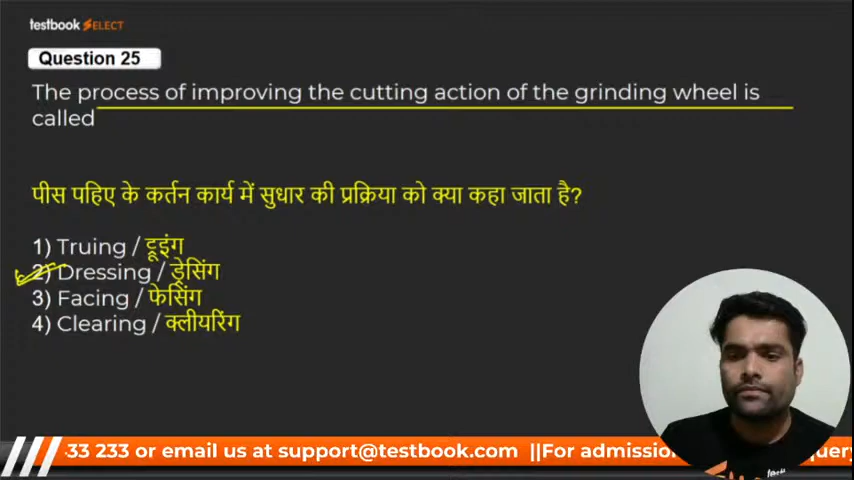 testbook SELECT
Question 25
The process of improving the cutting action of the grinding wheel is
called
पीस पहिए के कर्तन कार्य में सुधार की प्रक्रिया को क्या कहा जाता है?
1) Truing / ट्रूइंग
2) Dressing / ड्रेसिंग
3) Facing / फेसिंग
4) Clearing / क्लीयरिंग
33 233 or email us at support@testbook.com ||For admission